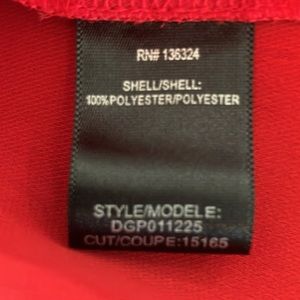 RN# 136324
SHELL/SHELL:
100%POLYESTER/POLYESTER
STYLE/MODELE:
DGP011225
CUT/COUPE:15165